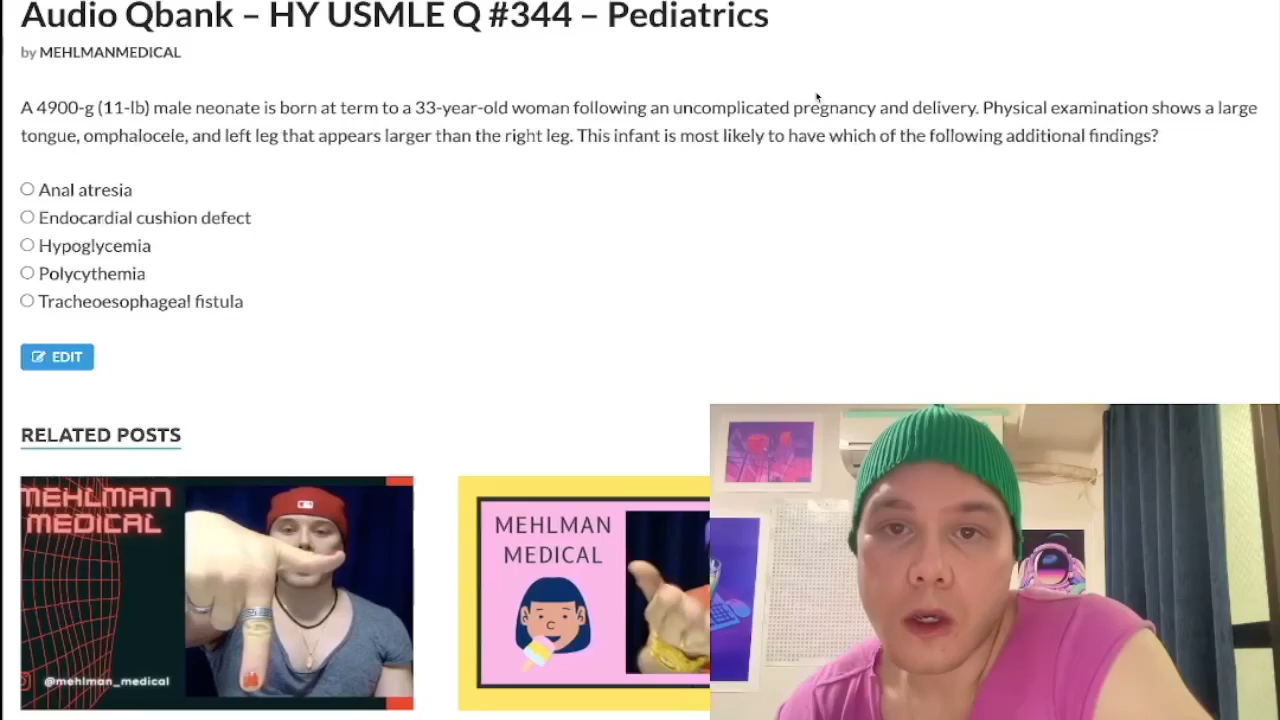 Audio Qbank – HY USMLE Q #344 – Pediatrics
by MEHLMANMEDICAL
A 4900-g (11-lb) male neonate is born at term to a 33-year-old woman following an uncomplicated pregnancy and delivery. Physical examination shows a large
tongue, omphalocele, and left leg that appears larger than the right leg. This infant is most likely to have which of the following additional findings?
Anal atresia
Endocardial cushion defect
Hypoglycemia
Polycythemia
Tracheoesophageal fistula
EDIT
RELATED POSTS
MEHLMAN
MEDICAL
@mehlman_medical
MEHLMAN
MEDICAL